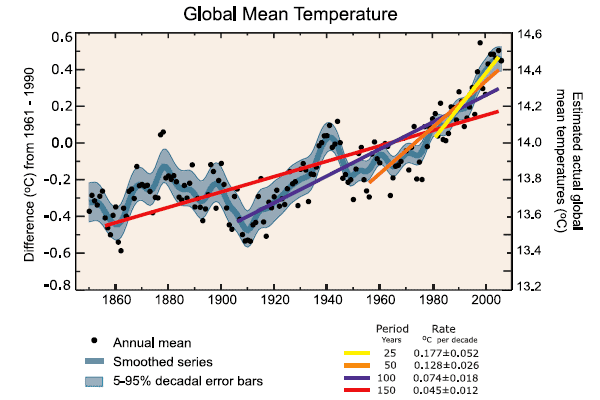 Global Mean Temperature
Difference (ºC) from 1961 - 1990
0.6
0.4
0.2
0.0
-0.2
-0.4
-0.6
-0.8
14.6
14.4
14.2
14.0
13.8
13.6
13.4
13.2
Estimated actual global
mean temperatures (ºC)
1860 1880 1900 1920 1940 1960 1980 2000
Annual mean
Smoothed series
5-95% decadal error bars
Period Rate
Years ºC per decade
25 0.177±0.052
50 0.128±0.026
100 0.074±0.018
150 0.045±0.012